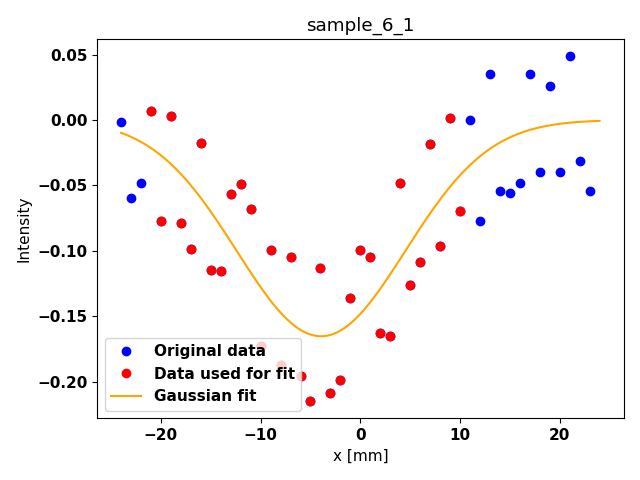 sample_6_1
0.05
0.00
−0.05
−0.10
−0.15
−0.20
Intensity
Original data
Data used for fit
Gaussian fit
−20
−10
0
10
20
x [mm]